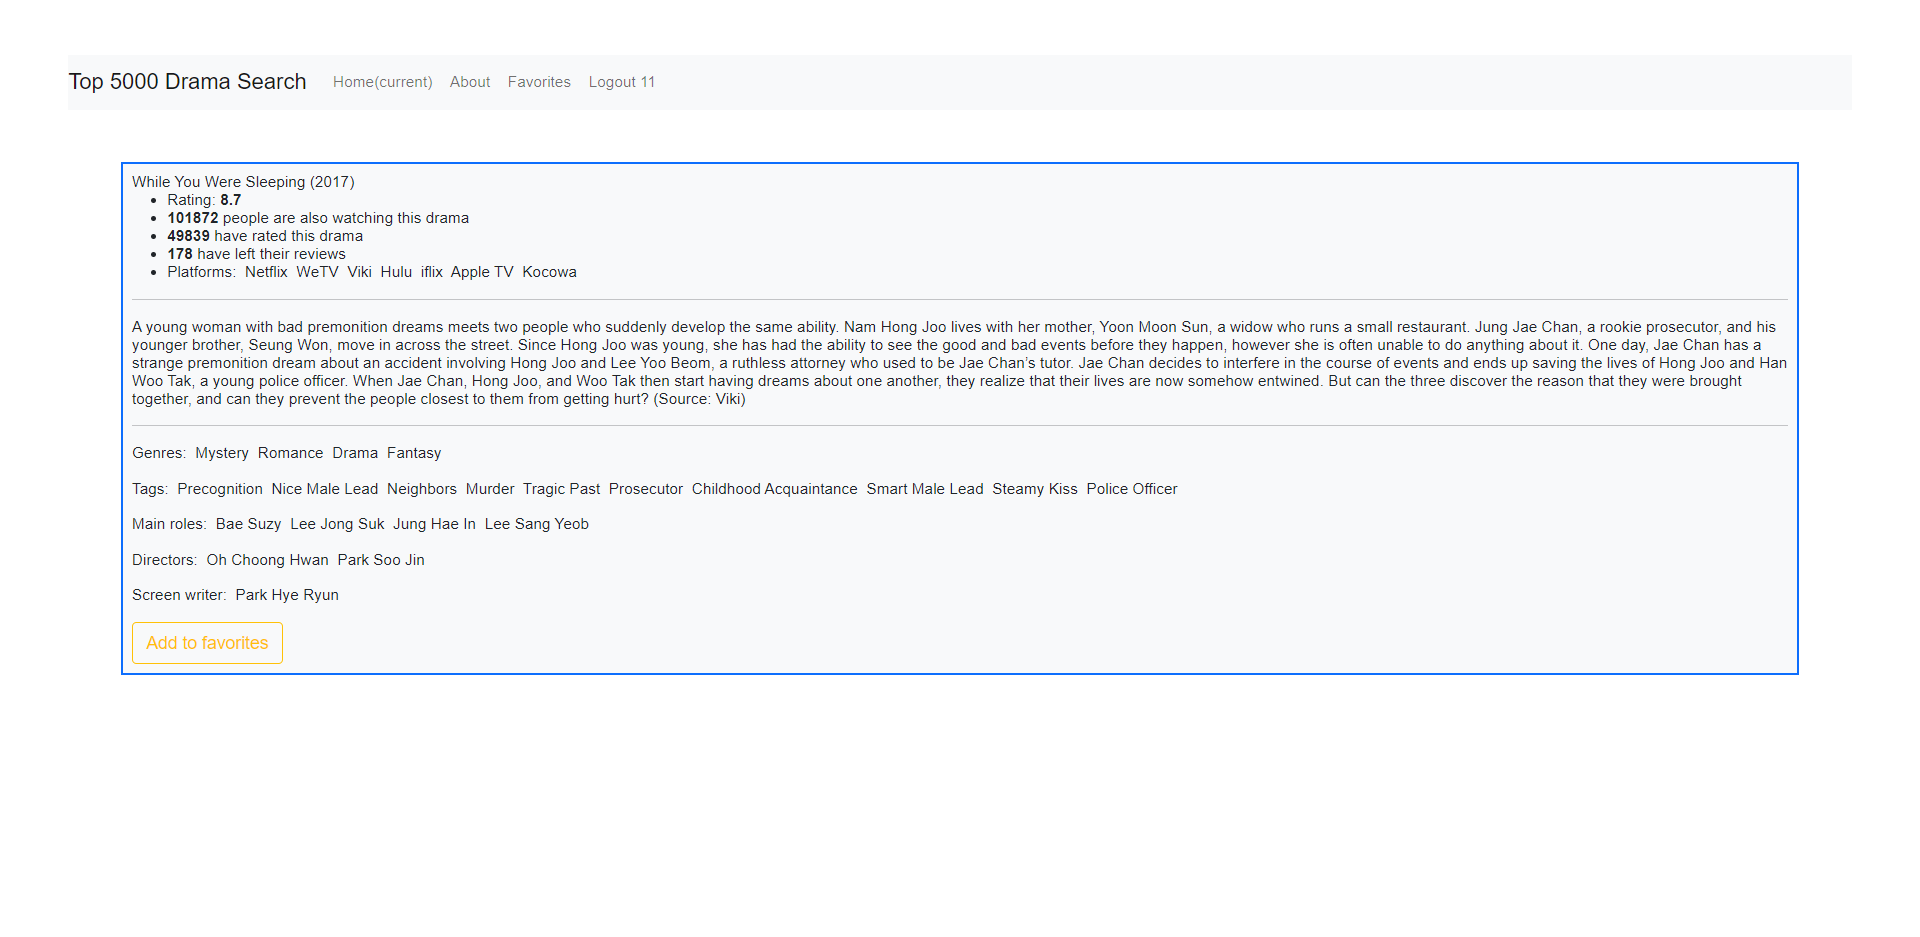 Top 5000 Drama Search Home(current) About Favorites Logout 11
While You Were Sleeping (2017)
• Rating: 8.7
• 101872 people are also watching this drama
• 49839 have rated this drama
• 178 have left their reviews
• Platforms: Netflix WeTV Viki Hulu iflix Apple TV Kocowa
A young woman with bad premonition dreams meets two people who suddenly develop the same ability. Nam Hong Joo lives with her mother, Yoon Moon Sun, a widow who runs a small restaurant. Jung Jae Chan, a rookie prosecutor, and his
younger brother, Seung Won, move in across the street. Since Hong Joo was young, she has had the ability to see the good and bad events before they happen, however she is often unable to do anything about it. One day, Jae Chan has a
strange premonition dream about an accident involving Hong Joo and Lee Yoo Beom, a ruthless attorney who used to be Jae Chan’s tutor. Jae Chan decides to interfere in the course of events and ends up saving the lives of Hong Joo and Han
Woo Tak, a young police officer. When Jae Chan, Hong Joo, and Woo Tak then start having dreams about one another, they realize that their lives are now somehow entwined. But can the three discover the reason that they were brought
together, and can they prevent the people closest to them from getting hurt? (Source: Viki)
Genres: Mystery Romance Drama Fantasy
Tags: Precognition Nice Male Lead Neighbors Murder Tragic Past Prosecutor Childhood Acquaintance Smart Male Lead Steamy Kiss Police Officer
Main roles: Bae Suzy Lee Jong Suk Jung Hae In Lee Sang Yeob
Directors: Oh Choong Hwan Park Soo Jin
Screen writer: Park Hye Ryun
Add to favorites